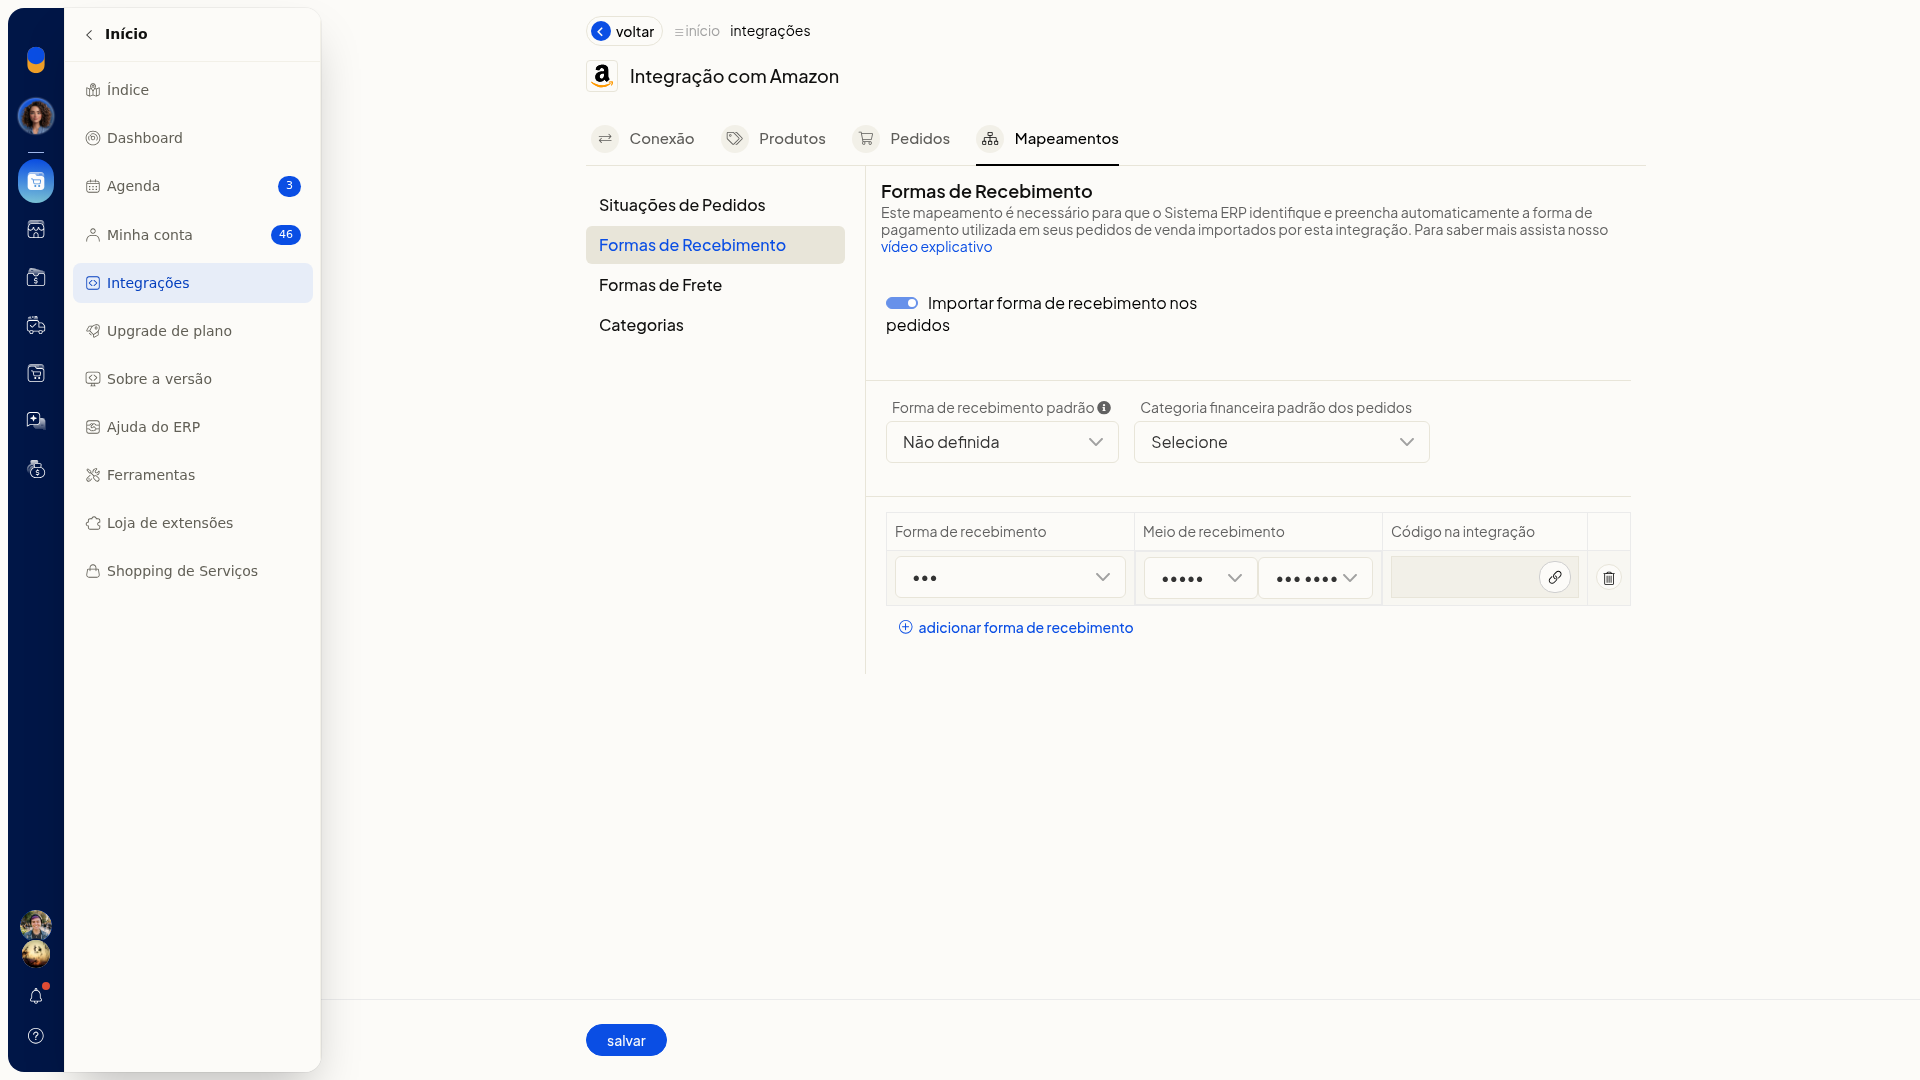 Início
Índice
Dashboard
Agenda 3
Minha conta 46
Integrações
Upgrade de plano
Sobre a versão
Ajuda do ERP
Ferramentas
Loja de extensões
Shopping de Serviços
voltar início integrações
Integração com Amazon
Conexão Produtos Pedidos Mapeamentos
Situações de Pedidos
Formas de Recebimento
Formas de Frete
Categorias
Formas de Recebimento
Este mapeamento é necessário para que o Sistema ERP identifique e preencha automaticamente a forma de
pagamento utilizada em seus pedidos de venda importados por esta integração. Para saber mais assista nosso
vídeo explicativo
Importar forma de recebimento nos
pedidos
Forma de recebimento padrão Categoria financeira padrão dos pedidos
Não definida Selecione
Forma de recebimento Meio de recebimento Código na integração
••• ••••• ••• ••••
adicionar forma de recebimento
salvar